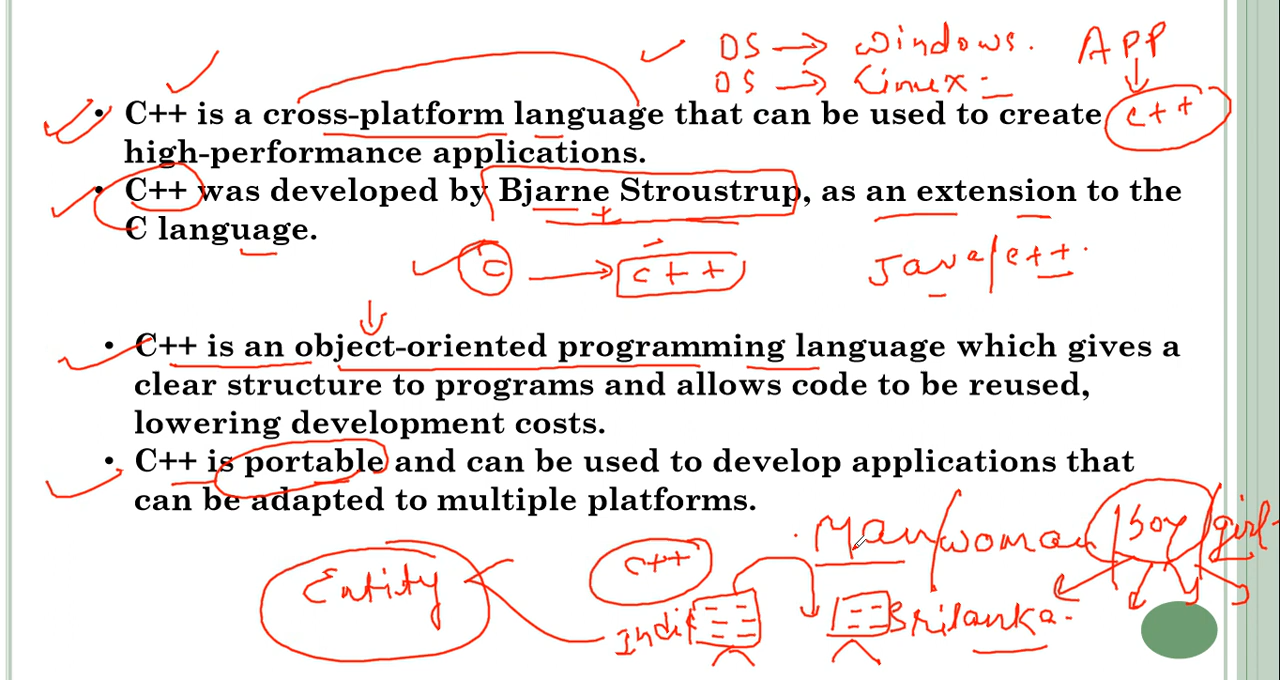 OS → Windows. APP
OS → Linex
• C++ is a cross-platform language that can be used to create C++
high-performance applications.
• C++ was developed by Bjarne Stroustrup, as an extension to the
C language.
C → C++ Java/C++.
• C++ is an object-oriented programming language which gives a
clear structure to programs and allows code to be reused,
lowering development costs.
• C++ is portable and can be used to develop applications that
can be adapted to multiple platforms.
Man/woman/boy/girl
Entity C++
India Srilanka.